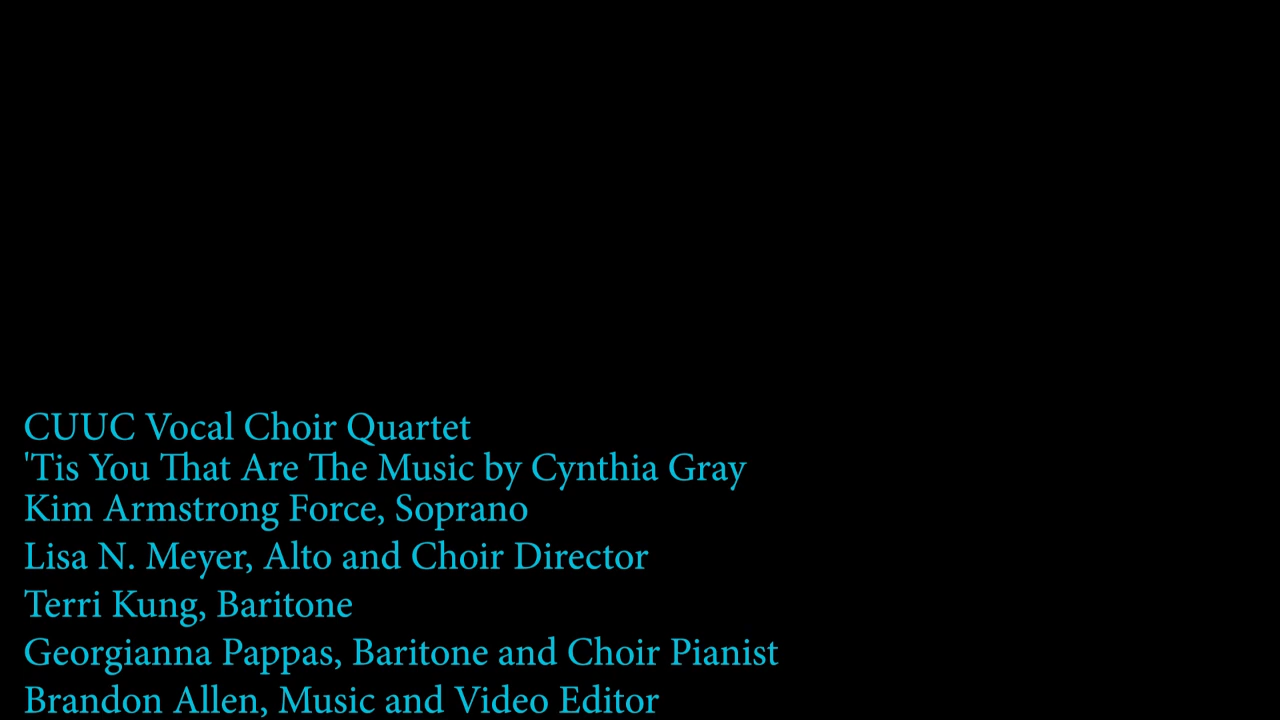 CUUC Vocal Choir Quartet
'Tis You That Are The Music by Cynthia Gray
Kim Armstrong Force, Soprano
Lisa N. Meyer, Alto and Choir Director
Terri Kung, Baritone
Georgianna Pappas, Baritone and Choir Pianist
Brandon Allen, Music and Video Editor